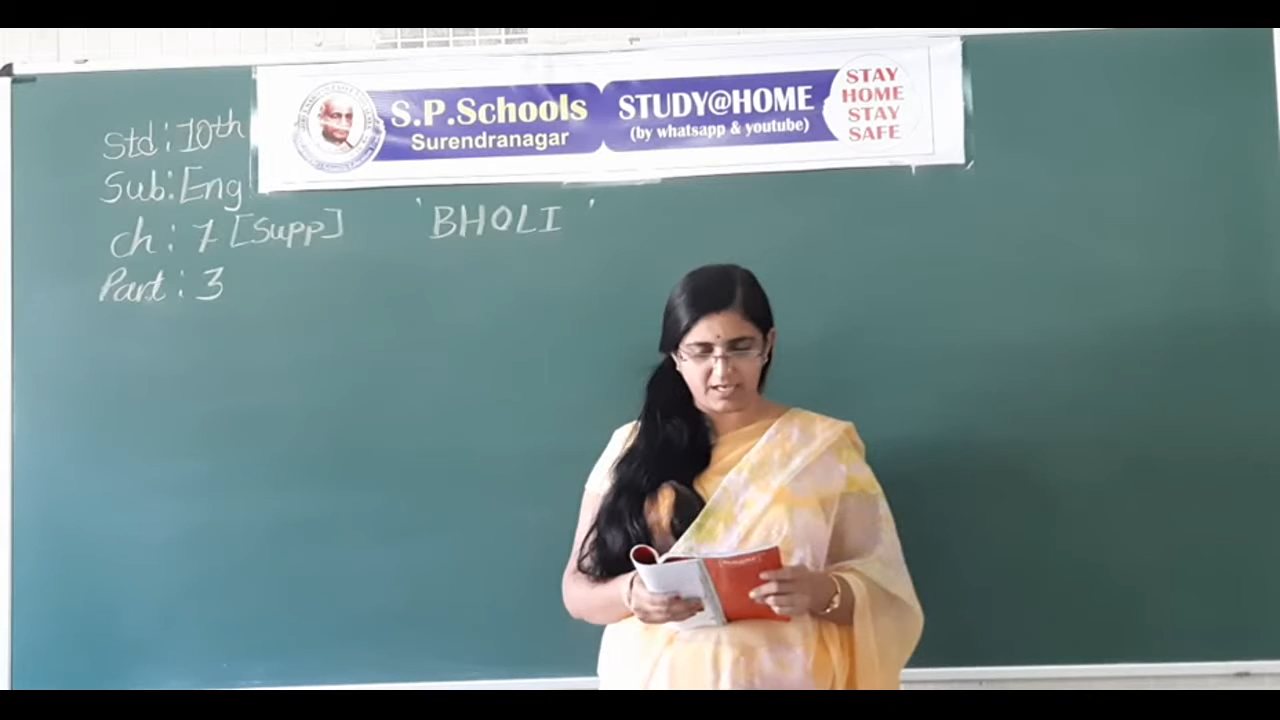 S.P.Schools
Surendranagar
STUDY@HOME
(by whatsapp & youtube)
STAY
HOME
STAY
SAFE
Std : 10th
Sub : Eng
ch : 7 [Supp]
'BHOLI'
Part : 3